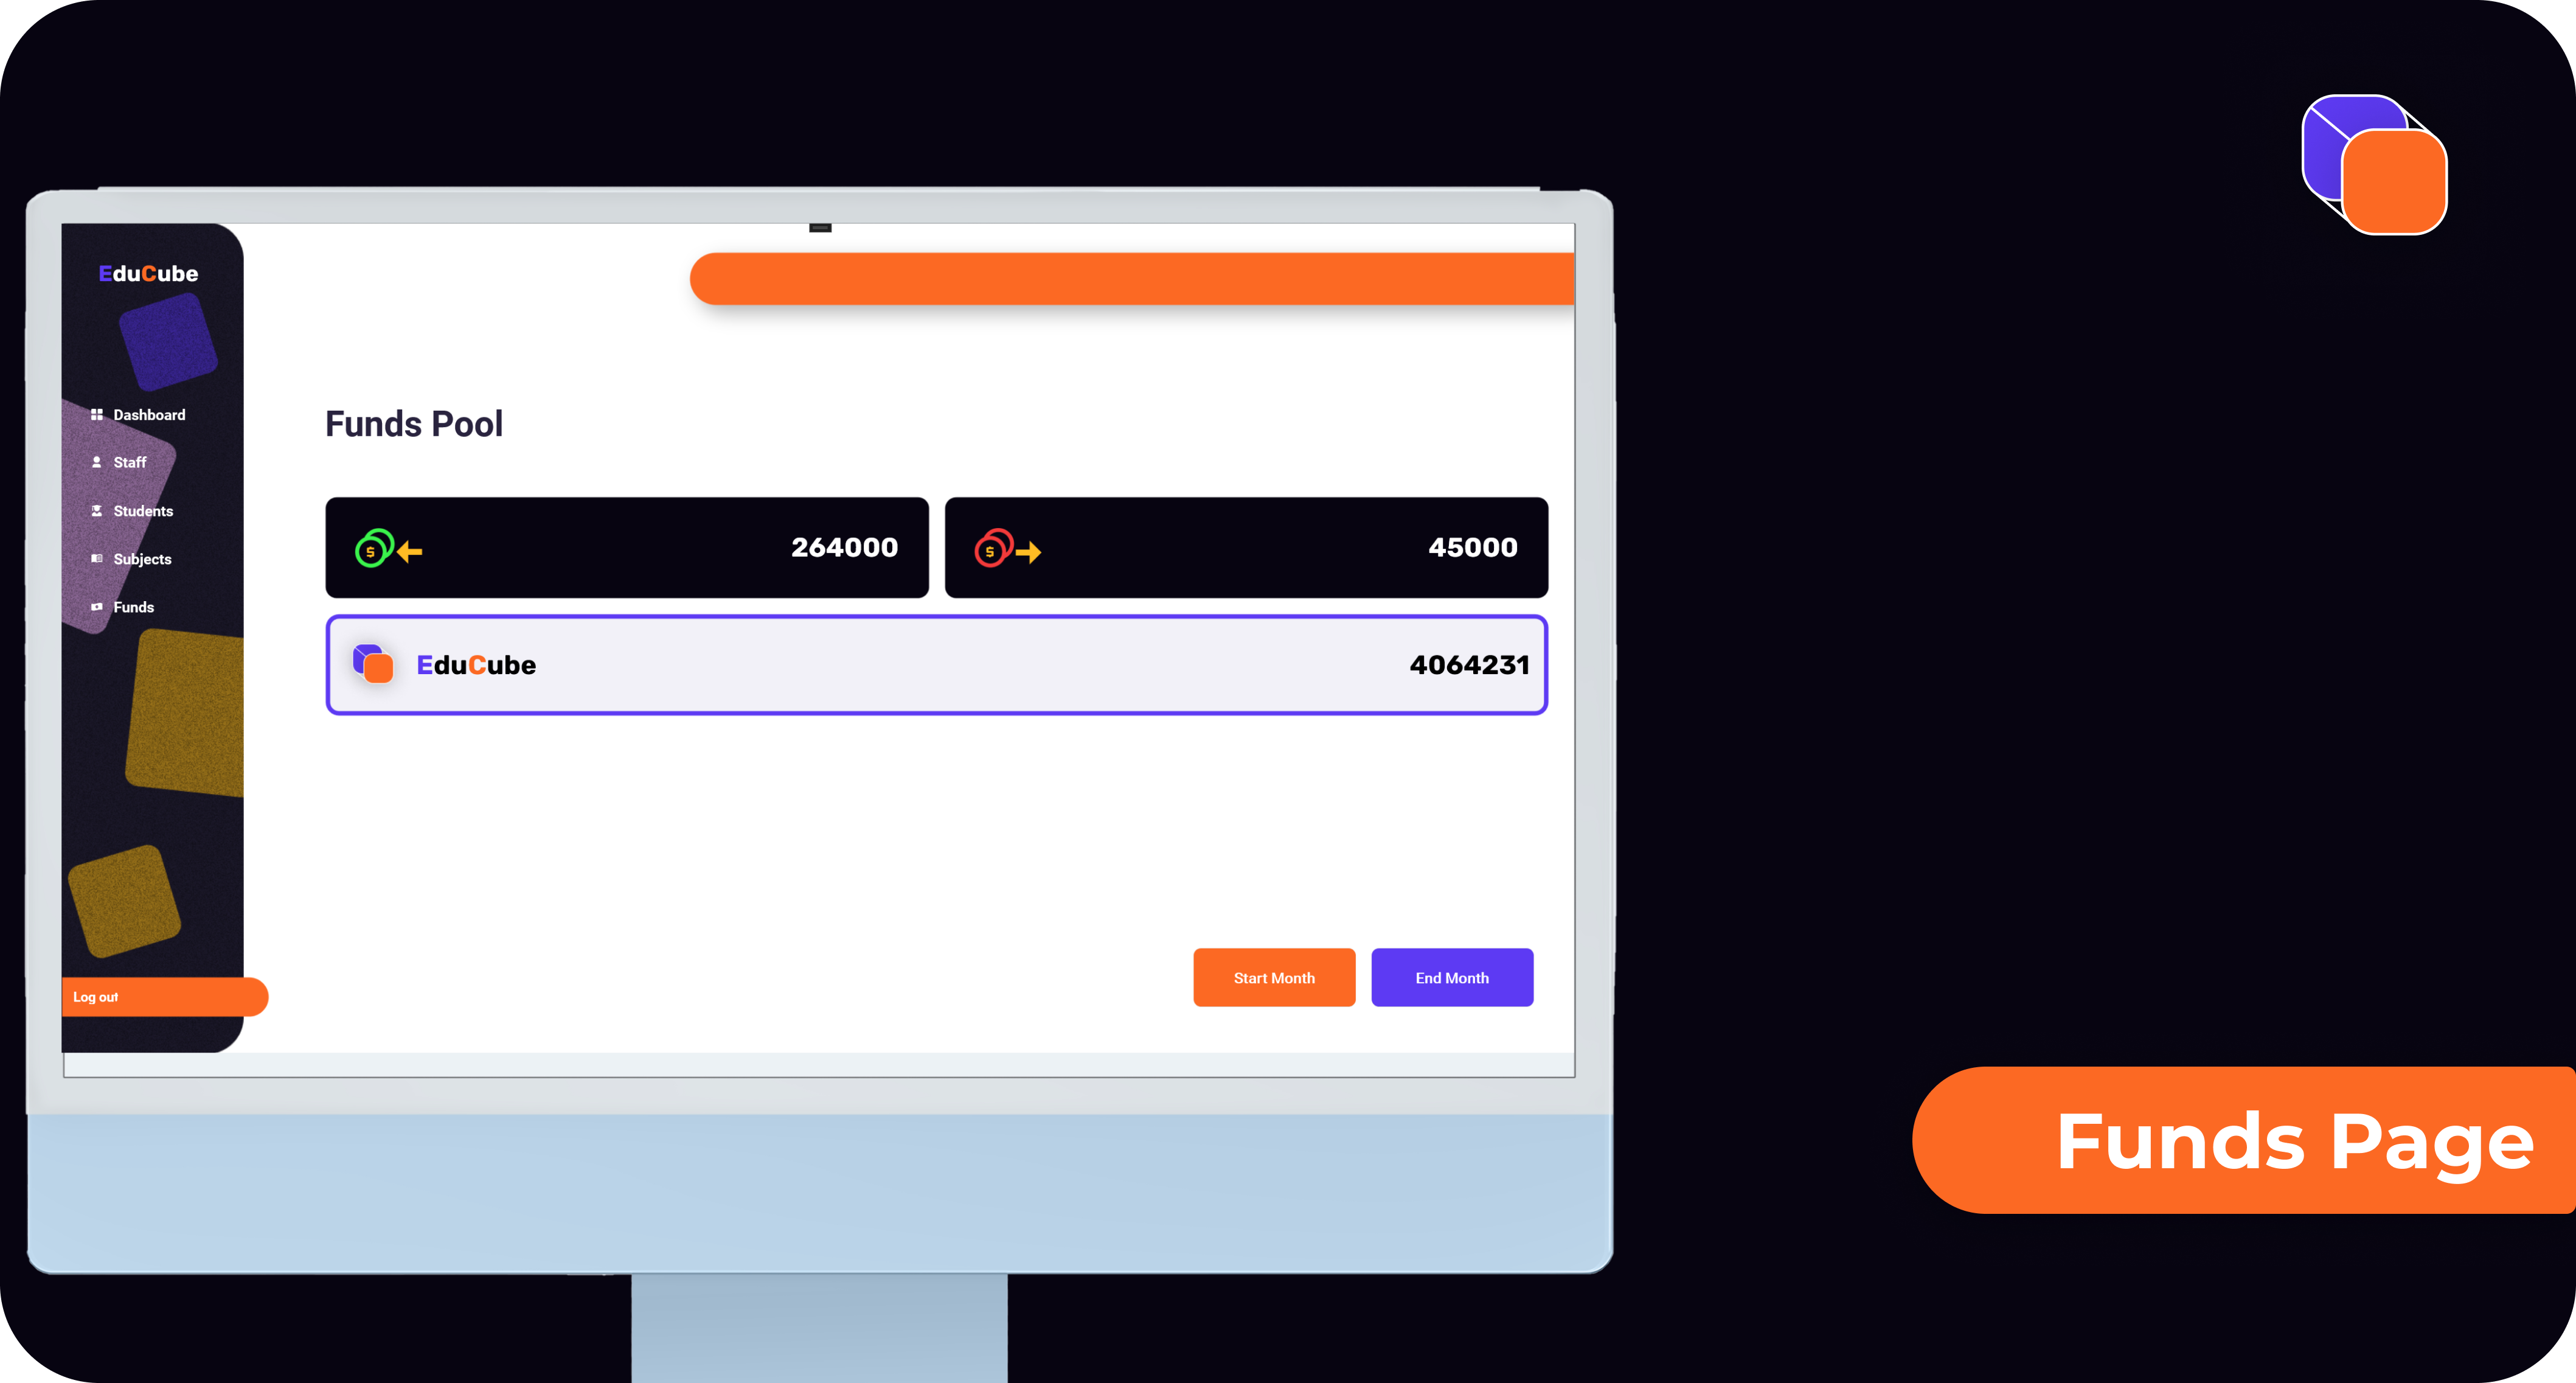 EduCube
Dashboard
Staff
Students
Subjects
Funds
Log out
Funds Pool
$ 264000
$ 45000
EduCube 4064231
Start Month
End Month
Funds Page